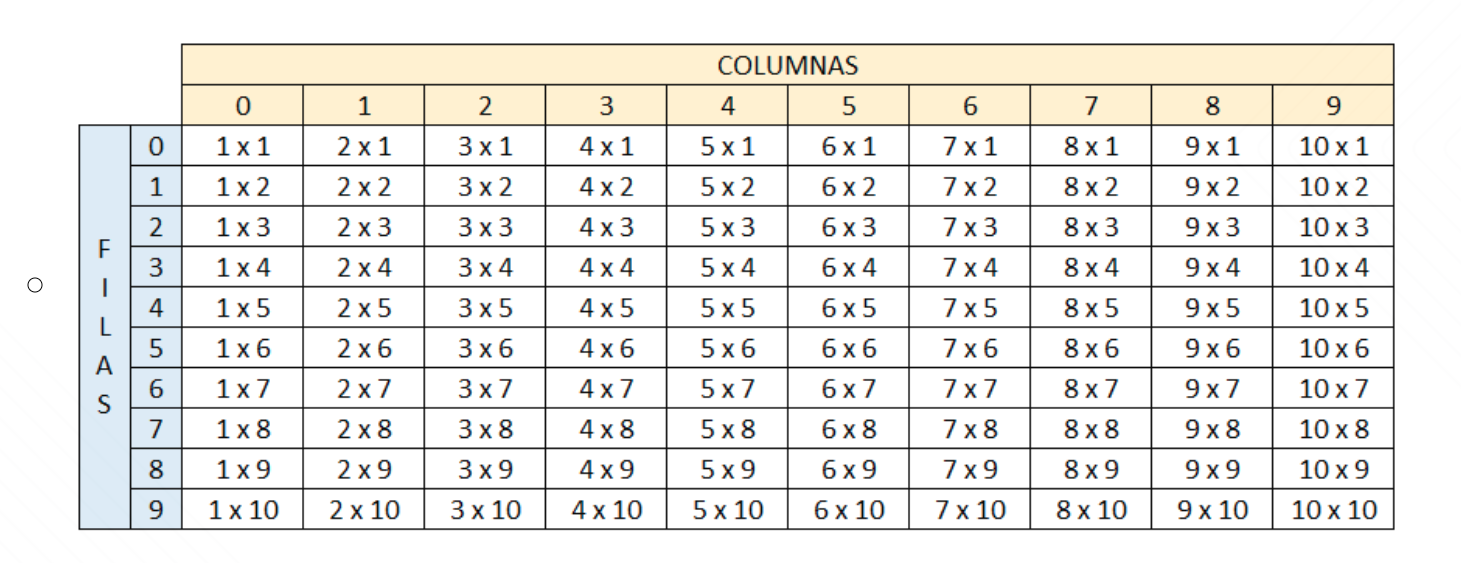 COLUMNAS
0 1 2 3 4 5 6 7 8 9
FILAS
0 1 x 1 2 x 1 3 x 1 4 x 1 5 x 1 6 x 1 7 x 1 8 x 1 9 x 1 10 x 1
1 1 x 2 2 x 2 3 x 2 4 x 2 5 x 2 6 x 2 7 x 2 8 x 2 9 x 2 10 x 2
2 1 x 3 2 x 3 3 x 3 4 x 3 5 x 3 6 x 3 7 x 3 8 x 3 9 x 3 10 x 3
3 1 x 4 2 x 4 3 x 4 4 x 4 5 x 4 6 x 4 7 x 4 8 x 4 9 x 4 10 x 4
4 1 x 5 2 x 5 3 x 5 4 x 5 5 x 5 6 x 5 7 x 5 8 x 5 9 x 5 10 x 5
5 1 x 6 2 x 6 3 x 6 4 x 6 5 x 6 6 x 6 7 x 6 8 x 6 9 x 6 10 x 6
6 1 x 7 2 x 7 3 x 7 4 x 7 5 x 7 6 x 7 7 x 7 8 x 7 9 x 7 10 x 7
7 1 x 8 2 x 8 3 x 8 4 x 8 5 x 8 6 x 8 7 x 8 8 x 8 9 x 8 10 x 8
8 1 x 9 2 x 9 3 x 9 4 x 9 5 x 9 6 x 9 7 x 9 8 x 9 9 x 9 10 x 9
9 1 x 10 2 x 10 3 x 10 4 x 10 5 x 10 6 x 10 7 x 10 8 x 10 9 x 10 10 x 10